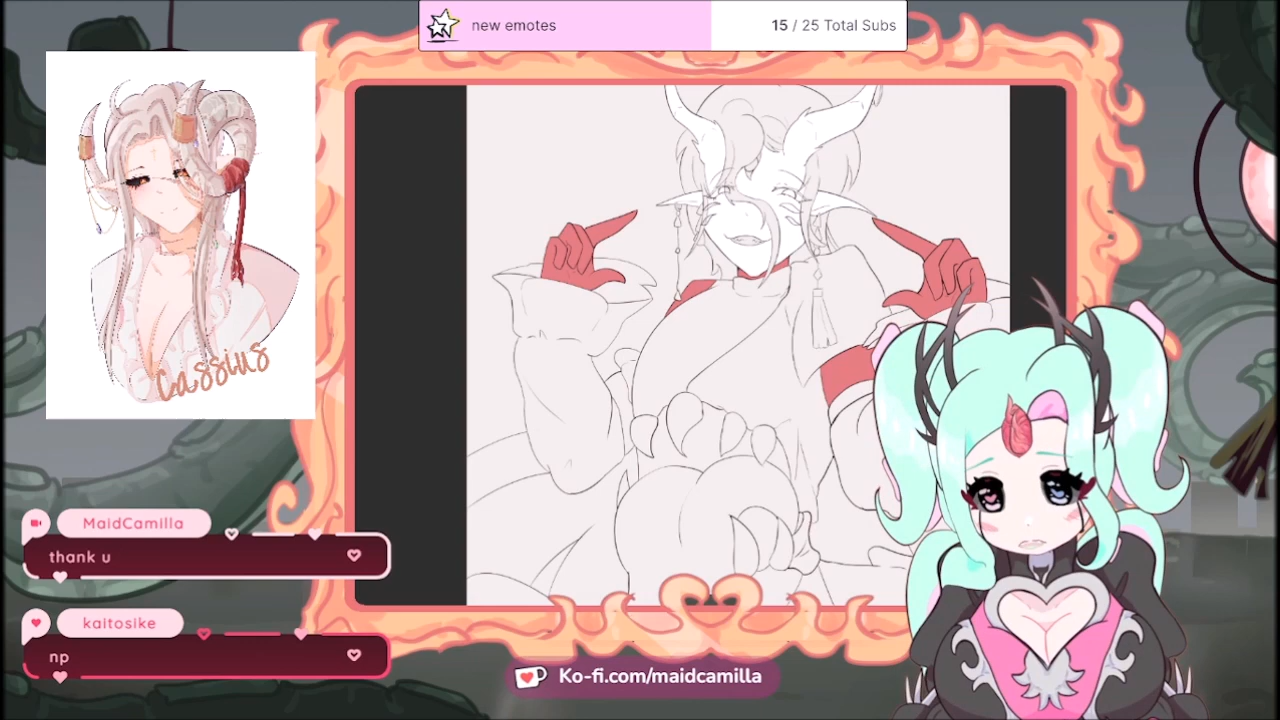 new emotes
15 / 25 Total Subs
Cassius
MaidCamilla
thank u
kaitosike
np
Ko-fi.com/maidcamilla